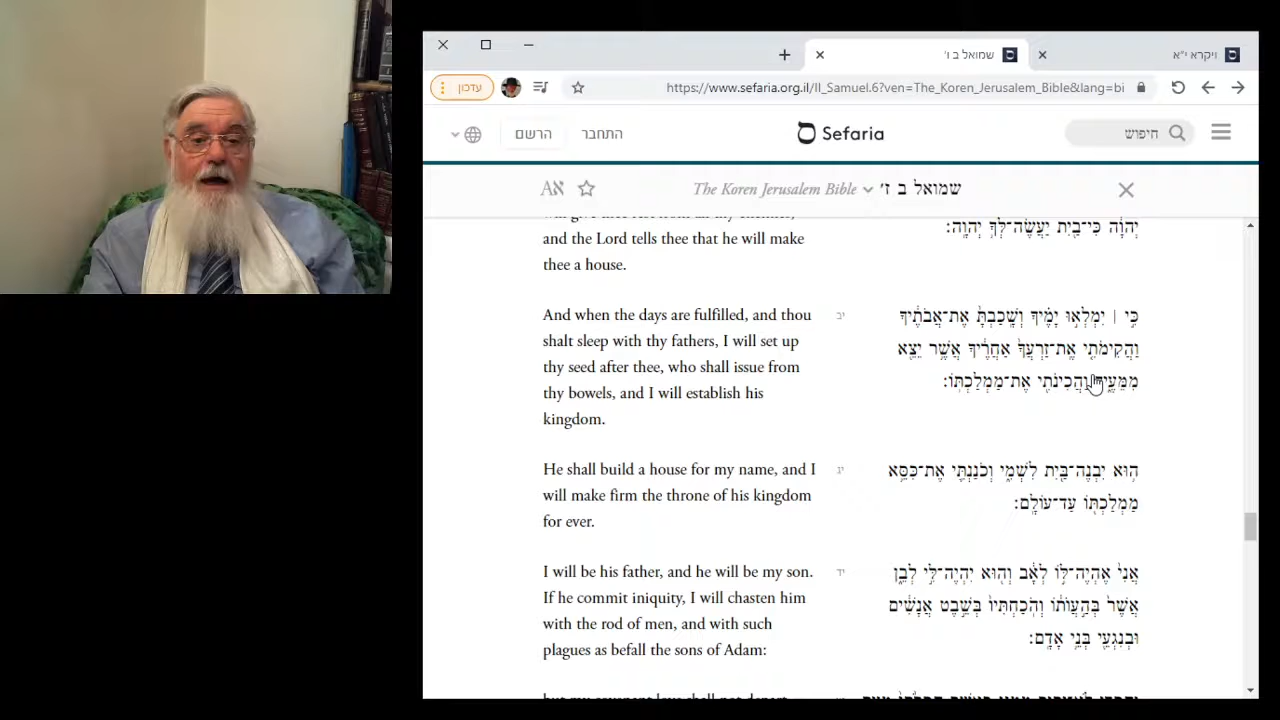 שמואל ב ו׳
ויקרא י״א
עדכון
https://www.sefaria.org.il/II_Samuel.6?ven=The_Koren_Jerusalem_Bible&lang=bi
הרשם
התחבר
Sefaria
חיפוש
The Koren Jerusalem Bible
שמואל ב ז׳
and the Lord tells thee that he will make
thee a house.
יְהוָ֔ה כִּי־בַ֖יִת יַעֲשֶׂה־לְּךָ֥ יְהוָֽה׃
And when the days are fulfilled, and thou
shalt sleep with thy fathers, I will set up
thy seed after thee, who shall issue from
thy bowels, and I will establish his
kingdom.
יב
כִּ֣י ׀ יִמְלְא֣וּ יָמֶ֗יךָ וְשָֽׁכַבְתָּ֙ אֶת־אֲבֹתֶ֔יךָ
וַהֲקִימֹתִ֤י אֶֽת־זַרְעֲךָ֙ אַחֲרֶ֔יךָ אֲשֶׁ֥ר יֵצֵ֖א
מִמֵּעֶ֑יךָ וַהֲכִינֹתִ֖י אֶת־מַמְלַכְתּֽוֹ׃
He shall build a house for my name, and I
will make firm the throne of his kingdom
for ever.
יג
ה֥וּא יִבְנֶה־בַּ֖יִת לִשְׁמִ֑י וְכֹנַנְתִּ֛י אֶת־כִּסֵּ֥א
מַמְלַכְתּ֖וֹ עַד־עוֹלָֽם׃
I will be his father, and he will be my son.
If he commit iniquity, I will chasten him
with the rod of men, and with such
plagues as befall the sons of Adam:
יד
אֲנִי֙ אֶהְיֶה־לּ֣וֹ לְאָ֔ב וְה֖וּא יִהְיֶה־לִּ֣י לְבֵ֑ן
אֲשֶׁר֙ בְּהַ֣עֲוֺת֔וֹ וְהֹֽכַחְתִּיו֙ בְּשֵׁ֣בֶט אֲנָשִׁ֔ים
וּבְנִגְעֵ֖י בְּנֵ֥י אָדָֽם׃